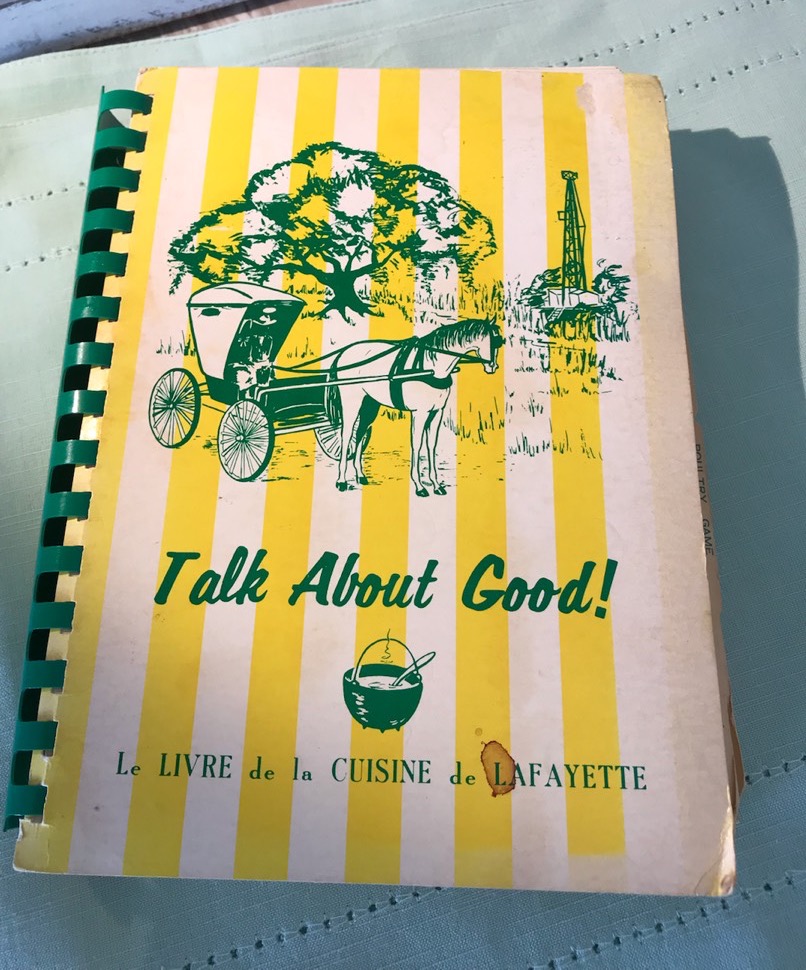 Talk About Good!
Le LIVRE de la CUISINE de LAFAYETTE
POULTRY GAME